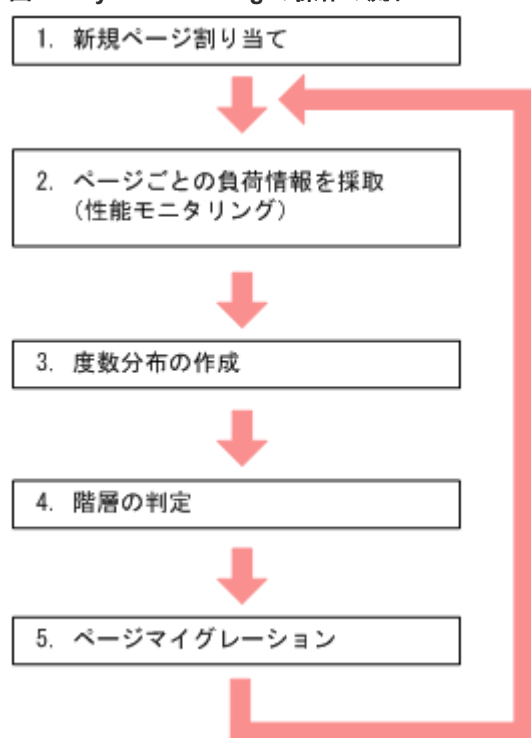 1. 新規ページ割り当て
2. ページごとの負荷情報を採取
（性能モニタリング）
3. 度数分布の作成
4. 階層の判定
5. ページマイグレーション